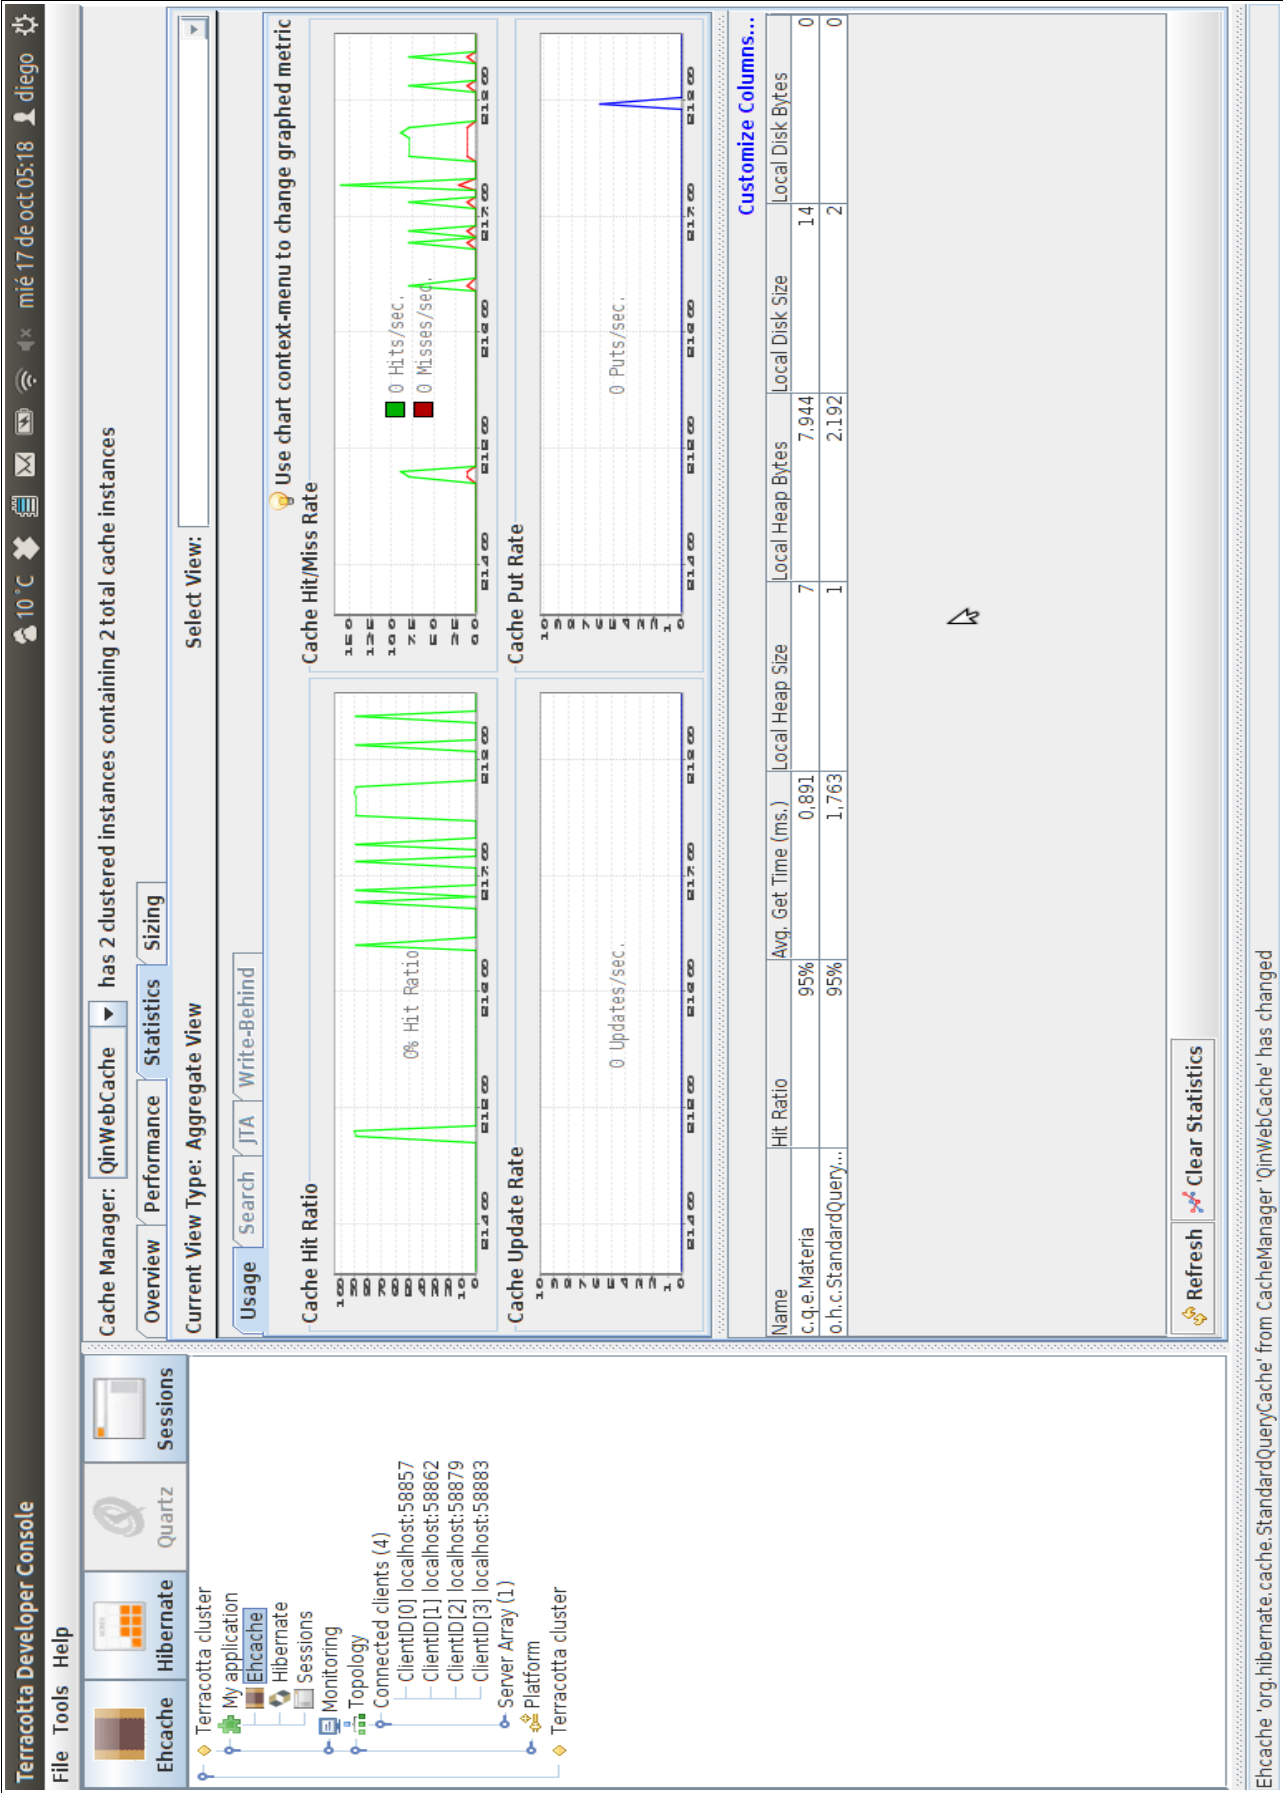 Terracotta Developer Console
10°C
mié 17 de oct 05:18
diego
File Tools Help
Ehcache
Hibernate
Quartz
Sessions
Terracotta cluster
My application
Ehcache
Hibernate
Sessions
Monitoring
Topology
Connected clients (4)
ClientID[0] localhost:58857
ClientID[1] localhost:58862
ClientID[2] localhost:58879
ClientID[3] localhost:58883
Server Array (1)
Platform
Terracotta cluster
Cache Manager: QinWebCache has 2 clustered instances containing 2 total cache instances
Overview Performance Statistics Sizing
Current View Type: Aggregate View Select View:
Usage Search JTA Write-Behind
Use chart context-menu to change graphed metric
Cache Hit Ratio
0% Hit Ratio
Cache Hit/Miss Rate
0 Hits/sec.
0 Misses/sec.
Cache Update Rate
0 Updates/sec.
Cache Put Rate
0 Puts/sec.
Customize Columns...
Name Hit Ratio Avg. Get Time (ms.) Local Heap Size Local Heap Bytes Local Disk Size Local Disk Bytes
c.q.e.Materia 95% 0,891 7 7.944 14 0
o.h.c.StandardQuery... 95% 1,763 1 2.192 2 0
Refresh Clear Statistics
Ehcache 'org.hibernate.cache.StandardQueryCache' from CacheManager 'QinWebCache' has changed